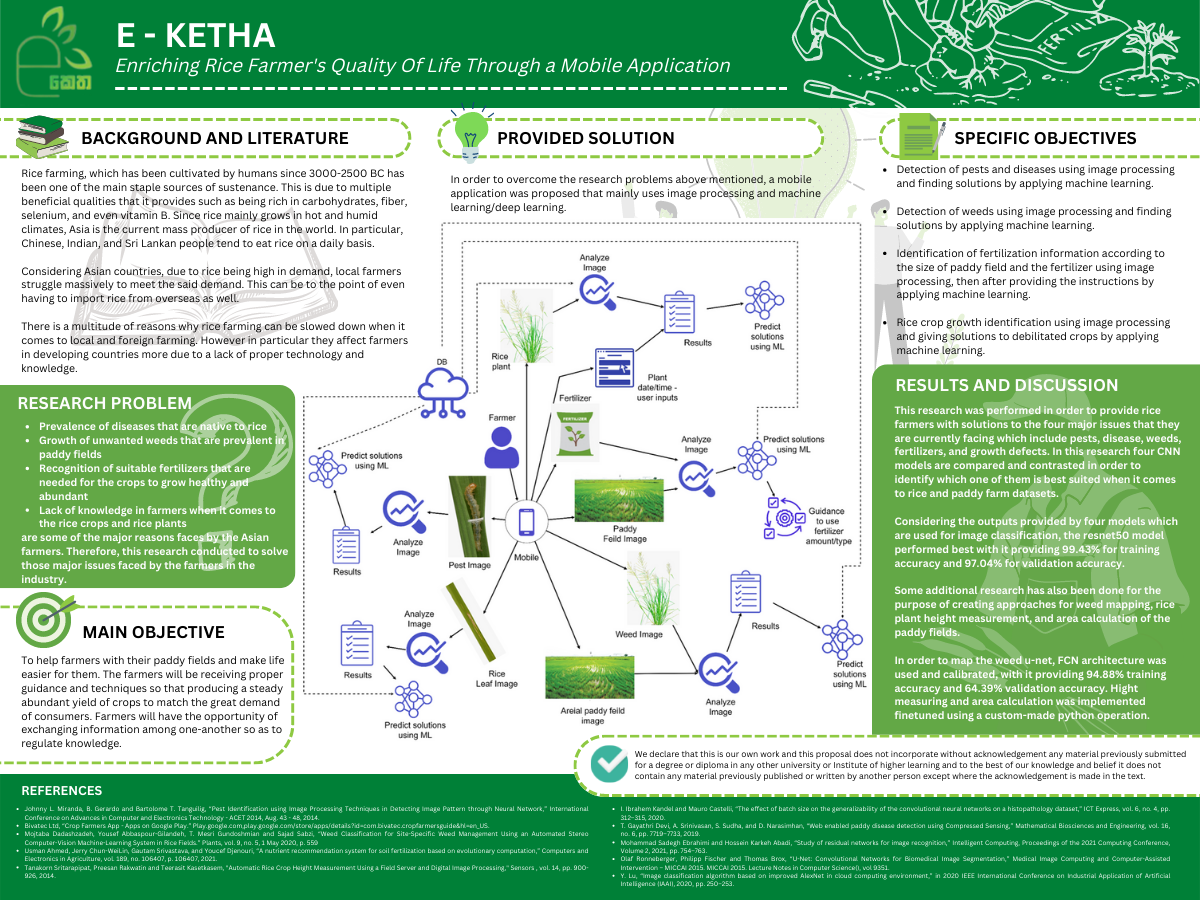 කෙත
E - KETHA
Enriching Rice Farmer's Quality Of Life Through a Mobile Application
FERTILIZ
BACKGROUND AND LITERATURE
Rice farming, which has been cultivated by humans since 3000-2500 BC has
been one of the main staple sources of sustenance. This is due to multiple
beneficial qualities that it provides such as being rich in carbohydrates, fiber,
selenium, and even vitamin B. Since rice mainly grows in hot and humid
climates, Asia is the current mass producer of rice in the world. In particular,
Chinese, Indian, and Sri Lankan people tend to eat rice on a daily basis.
Considering Asian countries, due to rice being high in demand, local farmers
struggle massively to meet the said demand. This can be to the point of even
having to import rice from overseas as well.
There is a multitude of reasons why rice farming can be slowed down when it
comes to local and foreign farming. However in particular they affect farmers
in developing countries more due to a lack of proper technology and
knowledge.
RESEARCH PROBLEM
• Prevalence of diseases that are native to rice
• Growth of unwanted weeds that are prevalent in
paddy fields
• Recognition of suitable fertilizers that are
needed for the crops to grow healthy and
abundant
• Lack of knowledge in farmers when it comes to
the rice crops and rice plants
are some of the major reasons faces by the Asian
farmers. Therefore, this research conducted to solve
those major issues faced by the farmers in the
industry.
MAIN OBJECTIVE
To help farmers with their paddy fields and make life
easier for them. The farmers will be receiving proper
guidance and techniques so that producing a steady
abundant yield of crops to match the great demand
of consumers. Farmers will have the opportunity of
exchanging information among one-another so as to
regulate knowledge.
PROVIDED SOLUTION
In order to overcome the research problems above mentioned, a mobile
application was proposed that mainly uses image processing and machine
learning/deep learning.
Analyze
Image
Results
Predict
solutions
using ML
Rice
plant
Plant
date/time -
user inputs
DB
Farmer
Fertilizer
FERTILIZER
Analyze
Image
Predict solutions
using ML
Guidance
to use
fertilizer
amount/type
Paddy
Feild Image
Mobile
Predict solutions
using ML
Analyze
Image
Results
Pest Image
Analyze
Image
Results
Rice
Leaf Image
Predict solutions
using ML
Weed Image
Areial paddy feild
image
Analyze
Image
Results
Predict
solutions
using ML
SPECIFIC OBJECTIVES
• Detection of pests and diseases using image processing
and finding solutions by applying machine learning.
• Detection of weeds using image processing and finding
solutions by applying machine learning.
• Identification of fertilization information according to
the size of paddy field and the fertilizer using image
processing, then after providing the instructions by
applying machine learning.
• Rice crop growth identification using image processing
and giving solutions to debilitated crops by applying
machine learning.
RESULTS AND DISCUSSION
This research was performed in order to provide rice
farmers with solutions to the four major issues that they
are currently facing which include pests, disease, weeds,
fertilizers, and growth defects. In this research four CNN
models are compared and contrasted in order to
identify which one of them is best suited when it comes
to rice and paddy farm datasets.
Considering the outputs provided by four models which
are used for image classification, the resnet50 model
performed best with it providing 99.43% for training
accuracy and 97.04% for validation accuracy.
Some additional research has also been done for the
purpose of creating approaches for weed mapping, rice
plant height measurement, and area calculation of the
paddy fields.
In order to map the weed u-net, FCN architecture was
used and calibrated, with it providing 94.88% training
accuracy and 64.39% validation accuracy. Hight
measuring and area calculation was implemented
finetuned using a custom-made python operation.
We declare that this is our own work and this proposal does not incorporate without acknowledgement any material previously submitted
for a degree or diploma in any other university or Institute of higher learning and to the best of our knowledge and belief it does not
contain any material previously published or written by another person except where the acknowledgement is made in the text.
REFERENCES
• Johnny L. Miranda, B. Gerardo and Bartolome T. Tanguilig, "Pest Identification using Image Processing Techniques in Detecting Image Pattern through Neural Network," International
Conference on Advances in Computer and Electronics Technology - ACET 2014, Aug. 43 - 48, 2014.
• Bivatec Ltd, "Crop Farmers App - Apps on Google Play." Play.google.com,play.google.com/store/apps/details?id=com.bivatec.cropfarmersguide&hl=en_US.
• Mojtaba Dadashzadeh, Yousef Abbaspour-Gilandeh, T. Mesri Gundoshmian and Sajad Sabzi, "Weed Classification for Site-Specific Weed Management Using an Automated Stereo
Computer-Vision Machine-Learning System in Rice Fields." Plants, vol. 9, no. 5, 1 May 2020, p. 559
• Usman Ahmed, Jerry Chun-WeiLin, Gautam Srivastava, and Youcef Djenouri, "A nutrient recommendation system for soil fertilization based on evolutionary computation," Computers and
Electronics in Agriculture, vol. 189, no. 106407, p. 106407, 2021.
• Tanakorn Sritarapipat, Preesan Rakwatin and Teerasit Kasetkasem, "Automatic Rice Crop Height Measurement Using a Field Server and Digital Image Processing," Sensors , vol. 14, pp. 900-
926, 2014.
• I. Ibrahem Kandel and Mauro Castelli, "The effect of batch size on the generalizability of the convolutional neural networks on a histopathology dataset," ICT Express, vol. 6, no. 4, pp.
312–315, 2020.
• T. Gayathri Devi, A. Srinivasan, S. Sudha, and D. Narasimhan, "Web enabled paddy disease detection using Compressed Sensing," Mathematical Biosciences and Engineering, vol. 16,
no. 6, pp. 7719–7733, 2019.
• Mohammad Sadegh Ebrahimi and Hossein Karkeh Abadi, "Study of residual networks for image recognition," Intelligent Computing, Proceedings of the 2021 Computing Conference,
Volume 2, 2021, pp. 754-763.
• Olaf Ronneberger, Philipp Fischer and Thomas Brox, "U-Net: Convolutional Networks for Biomedical Image Segmentation," Medical Image Computing and Computer-Assisted
Intervention – MICCAI 2015. MICCAI 2015. Lecture Notes in Computer Science(), vol 9351.
• Y. Lu, "Image classification algorithm based on improved AlexNet in cloud computing environment," in 2020 IEEE International Conference on Industrial Application of Artificial
Intelligence (IAAI), 2020, pp. 250–253.